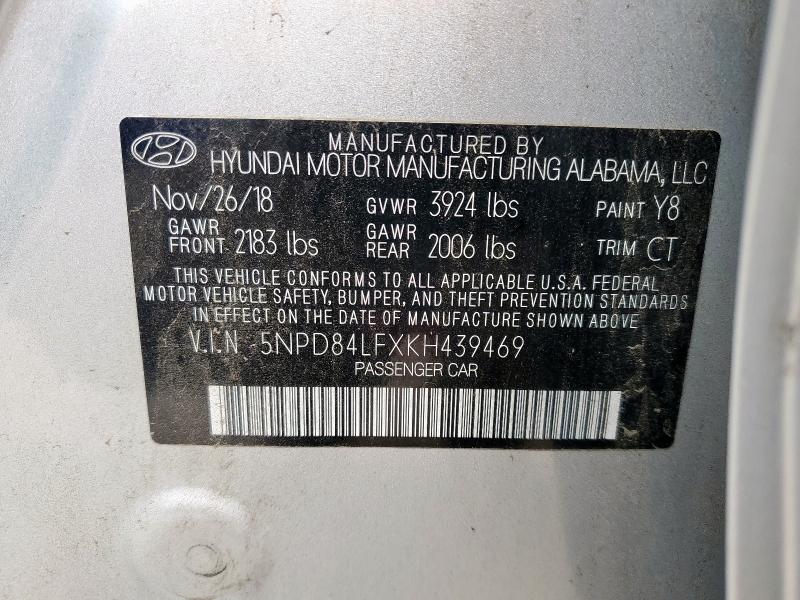 MANUFACTURED BY
HYUNDAI MOTOR MANUFACTURING ALABAMA, LLC
Nov/26/18 GVWR 3924 lbs PAINT Y8
GAWR FRONT 2183 lbs GAWR REAR 2006 lbs TRIM CT
THIS VEHICLE CONFORMS TO ALL APPLICABLE U.S.A. FEDERAL
MOTOR VEHICLE SAFETY, BUMPER, AND THEFT PREVENTION STANDARDS
IN EFFECT ON THE DATE OF MANUFACTURE SHOWN ABOVE
V.I.N 5NPD84LFXKH439469
PASSENGER CAR